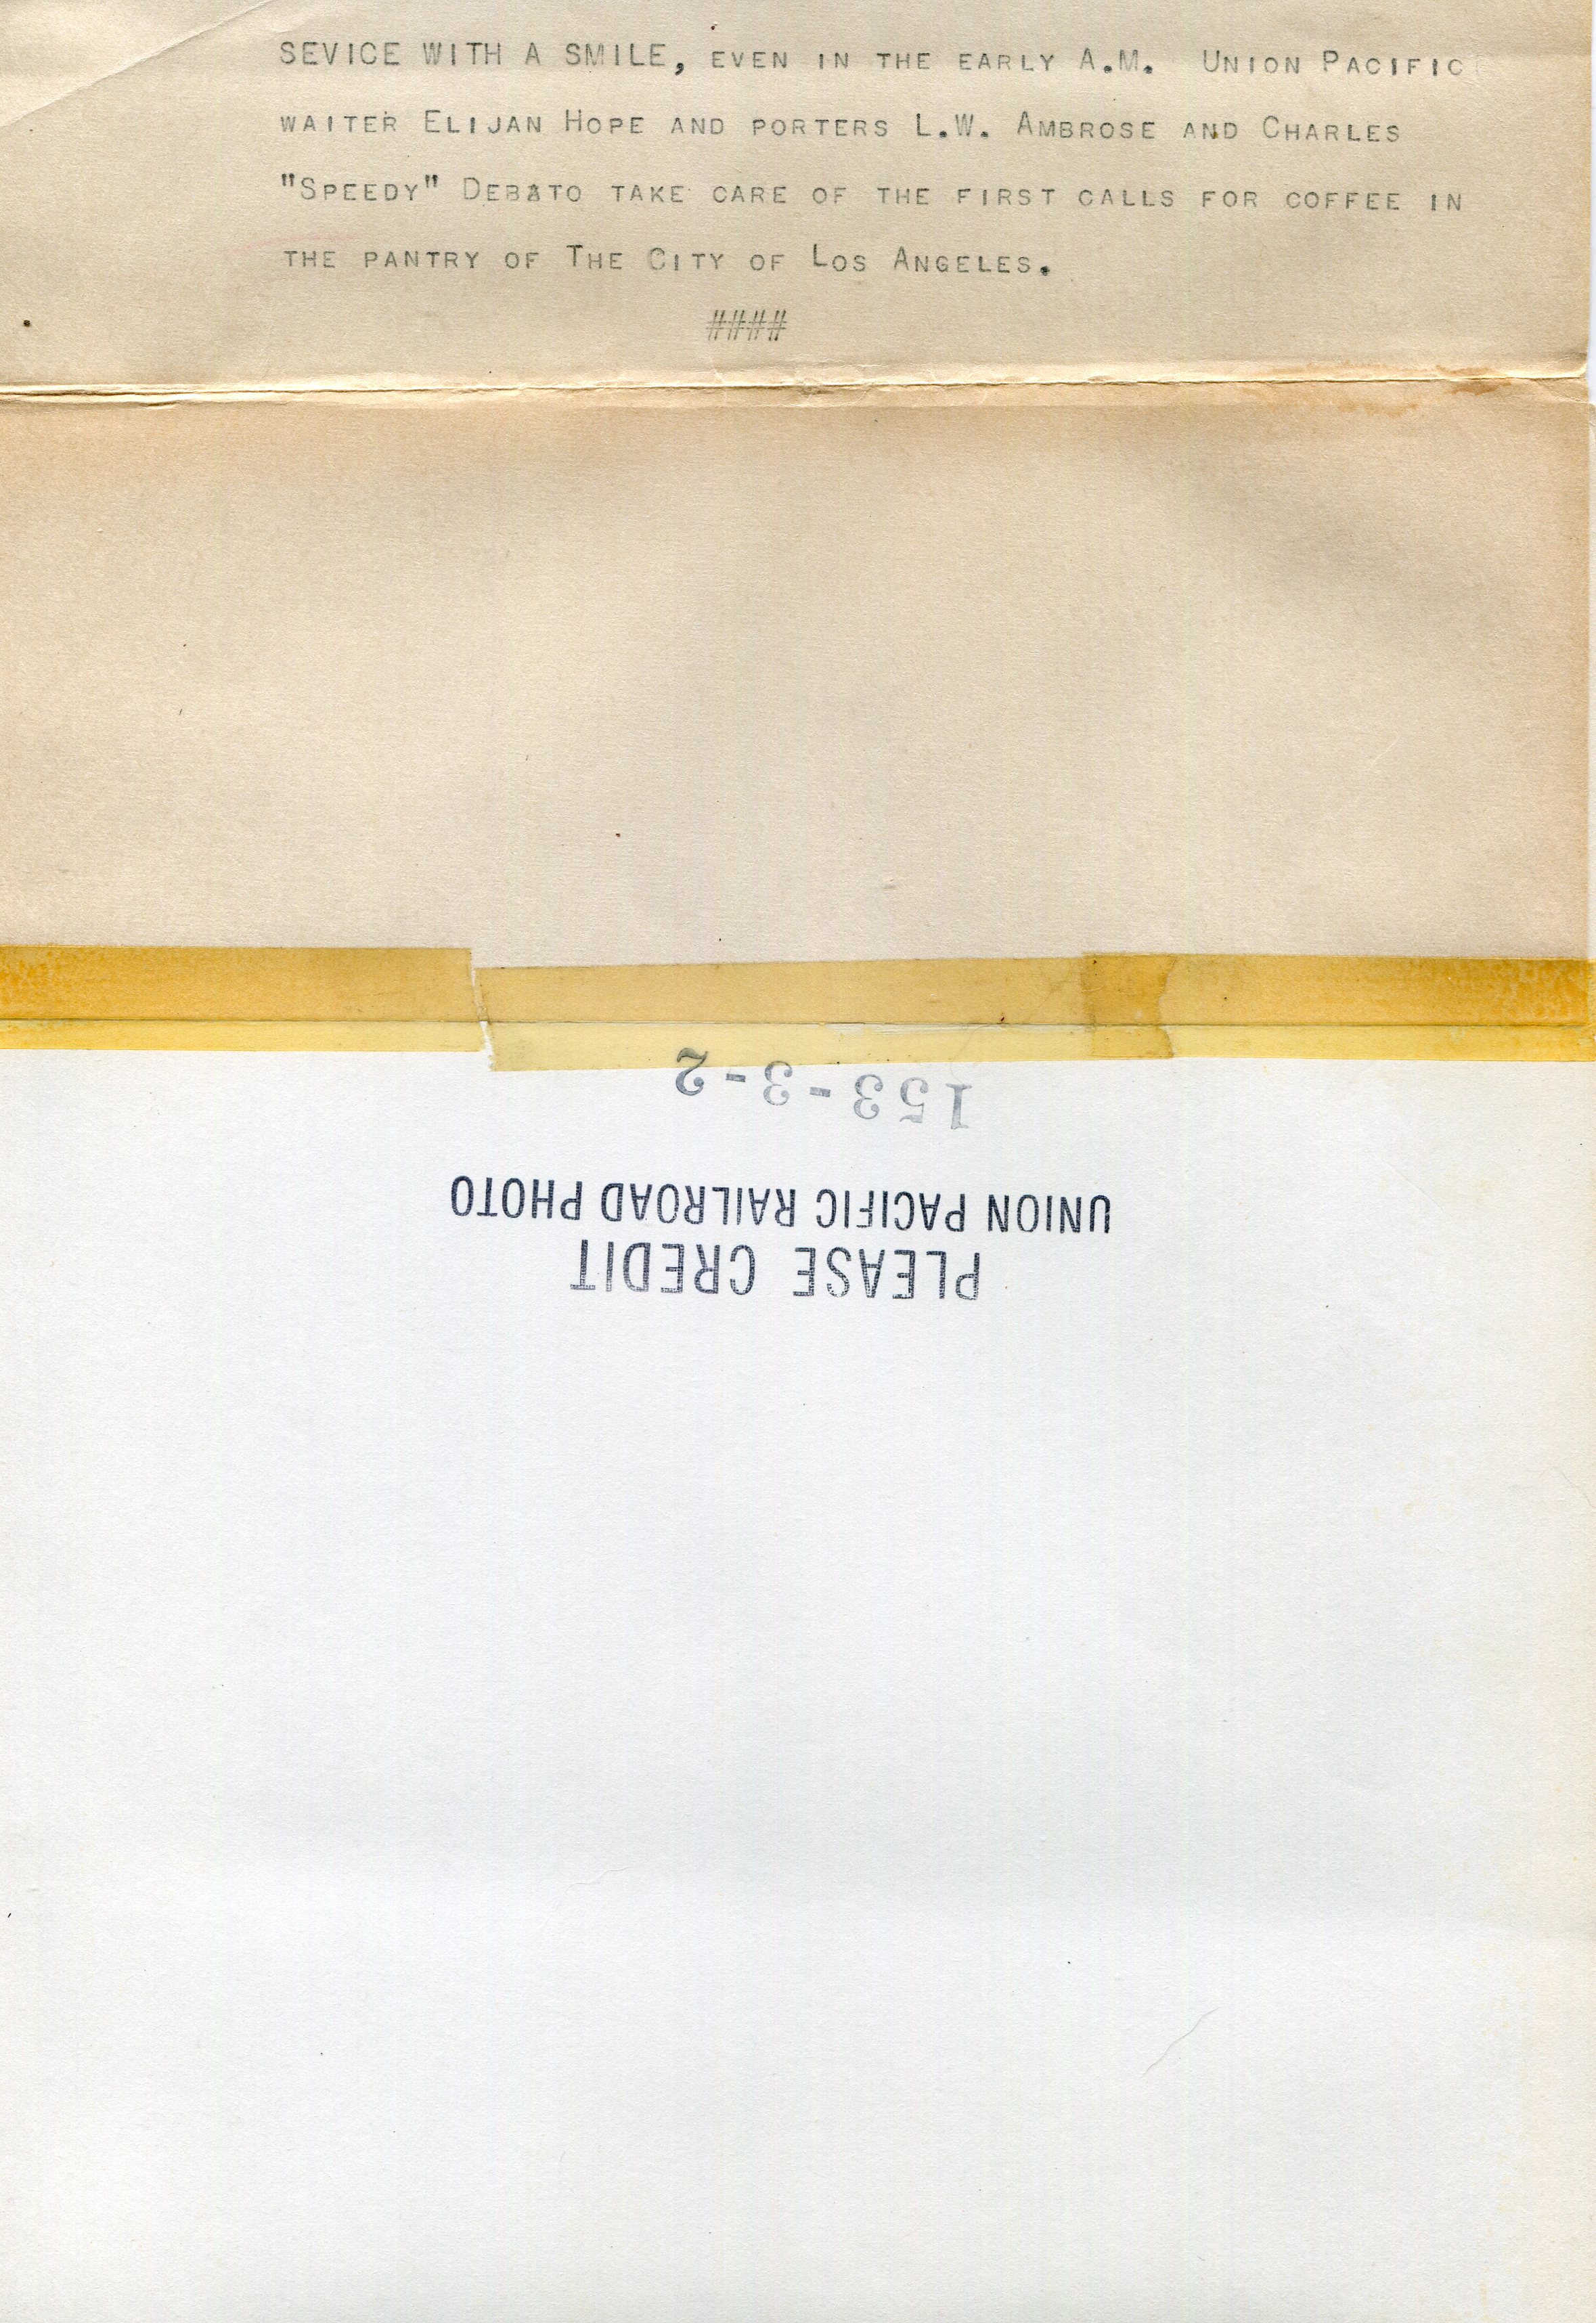 SEVICE WITH A SMILE, EVEN IN THE EARLY A.M.  UNION PACIFIC
WAITER ELIJAN HOPE AND PORTERS L.W. AMBROSE AND CHARLES
"SPEEDY" DEBATO TAKE CARE OF THE FIRST CALLS FOR COFFEE IN
THE PANTRY OF THE CITY OF LOS ANGELES.
####
PLEASE CREDIT
UNION PACIFIC RAILROAD PHOTO
153-3-2